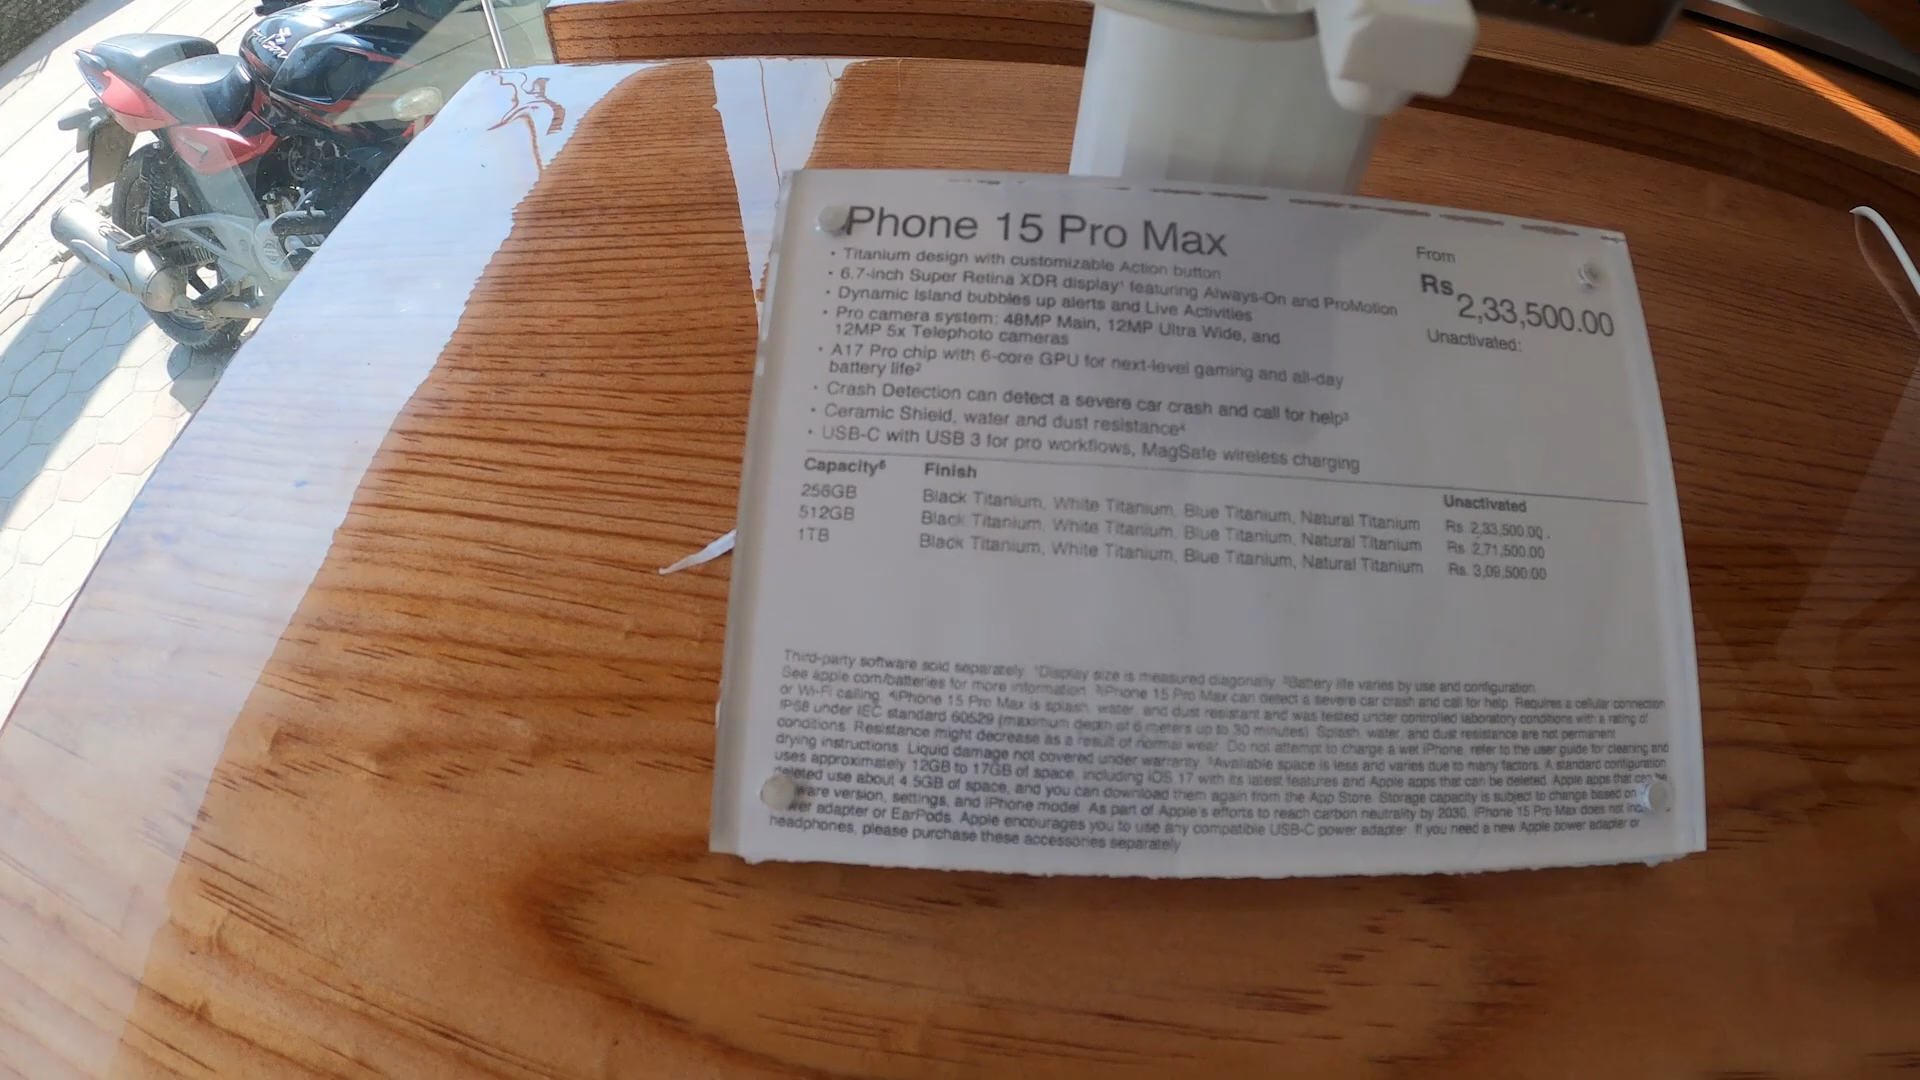 iPhone 15 Pro Max
• Titanium design with customizable Action button
• 6.7-inch Super Retina XDR display¹ featuring Always-On and ProMotion
• Dynamic Island bubbles up alerts and Live Activities
• Pro camera system: 48MP Main, 12MP Ultra Wide, and
12MP 5x Telephoto cameras
• A17 Pro chip with 6-core GPU for next-level gaming and all-day
battery life²
• Crash Detection can detect a severe car crash and call for help³
• Ceramic Shield, water and dust resistance⁴
• USB-C with USB 3 for pro workflows, MagSafe wireless charging
From
Rs 2,33,500.00
Unactivated:
Capacity⁵ Finish Unactivated
256GB Black Titanium, White Titanium, Blue Titanium, Natural Titanium Rs. 2,33,500.00
512GB Black Titanium, White Titanium, Blue Titanium, Natural Titanium Rs. 2,71,500.00
1TB Black Titanium, White Titanium, Blue Titanium, Natural Titanium Rs. 3,09,500.00
Third-party software sold separately. ¹Display size is measured diagonally. ²Battery life varies by use and configuration.
See apple.com/batteries for more information. ³iPhone 15 Pro Max can detect a severe car crash and call for help. Requires a cellular connection
or Wi-Fi calling. ⁴iPhone 15 Pro Max is splash, water, and dust resistant and was tested under controlled laboratory conditions with a rating of
IP68 under IEC standard 60529 (maximum depth of 6 meters up to 30 minutes). Splash, water, and dust resistance are not permanent
conditions. Resistance might decrease as a result of normal wear. Do not attempt to charge a wet iPhone, refer to the user guide for cleaning and
drying instructions. Liquid damage not covered under warranty. ⁵Available space is less and varies due to many factors. A standard configuration
uses approximately 12GB to 17GB of space, including iOS 17 with its latest features and Apple apps that can be deleted. Apple apps that can be
deleted use about 4.5GB of space, and you can download them again from the App Store. Storage capacity is subject to change based on
ware version, settings, and iPhone model. As part of Apple's efforts to reach carbon neutrality by 2030, iPhone 15 Pro Max does not inc
wer adapter or EarPods. Apple encourages you to use any compatible USB-C power adapter. If you need a new Apple power adapter or
headphones, please purchase these accessories separately